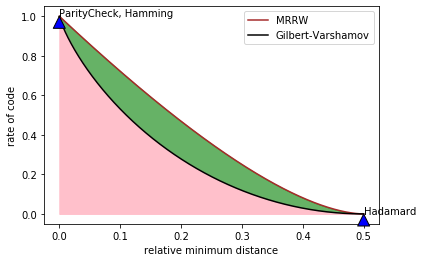 ParityCheck, Hamming
MRRW
Gilbert-Varshamov
1.0
0.8
0.6
0.4
0.2
0.0
rate of code
Hadamard
0.0 0.1 0.2 0.3 0.4 0.5
relative minimum distance